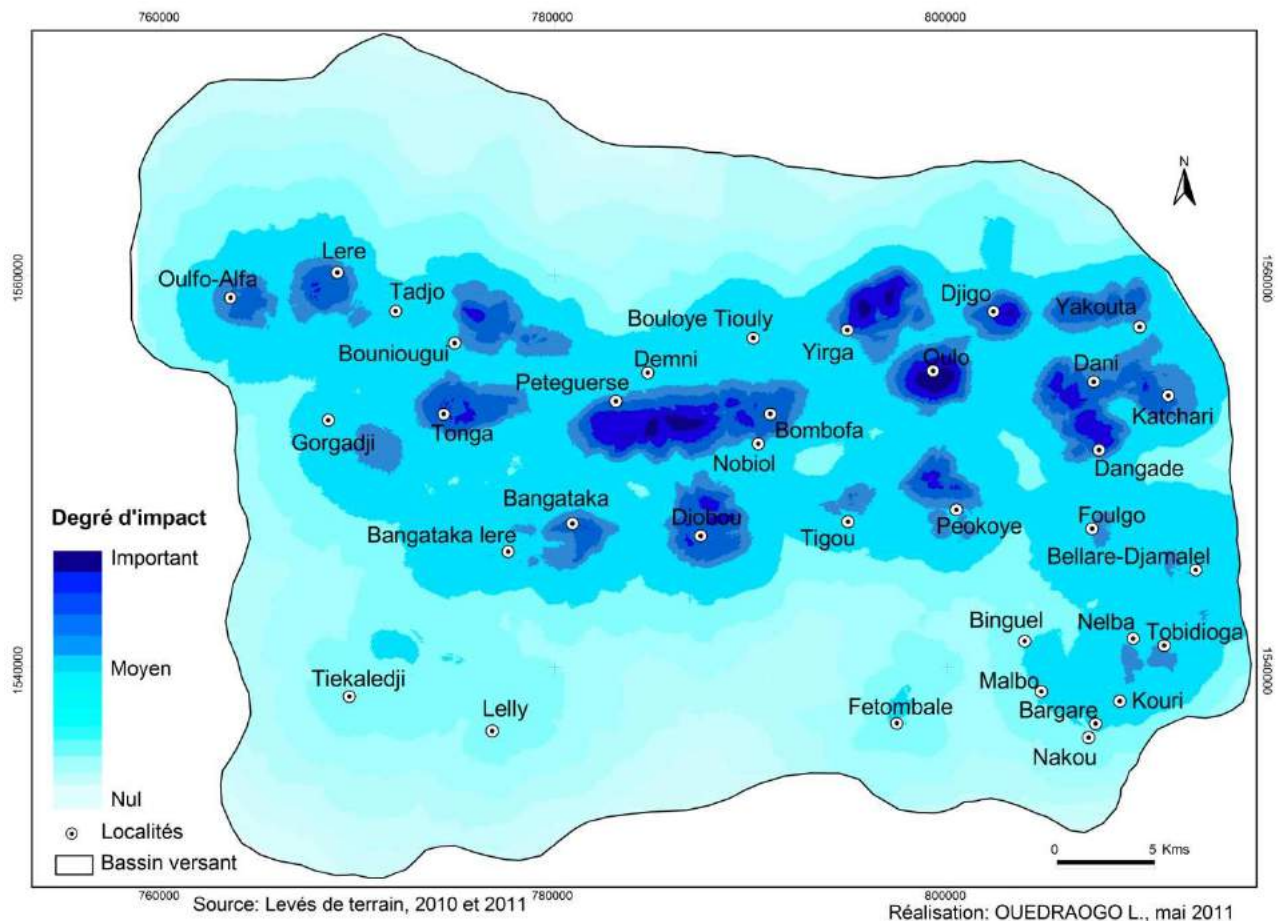 760000 780000 800000
N
1560000 1560000
Lere
Oulfo-Alfa
Tadjo
Djigo
Yakouta
Bouloye Tiouly
Yirga
Bouniougui
Demni
Oulo
Dani
Peteguerse
Katchari
Gorgadji
Tonga
Bombofa
Nobiol
Dangade
Bangataka
Djobou
Peokoye
Foulgo
Tigou
Bangataka lere
Bellare-Djamalel
Degré d'impact
Important
Moyen
Nul
Localités
Bassin versant
Binguel
Nelba
Tobidioga
1540000 1540000
Tiekaledji
Malbo
Lelly
Fetombale
Bargare
Kouri
Nakou
0 5 Kms
760000 780000 800000
Source: Levés de terrain, 2010 et 2011
Réalisation: OUEDRAOGO L., mai 2011